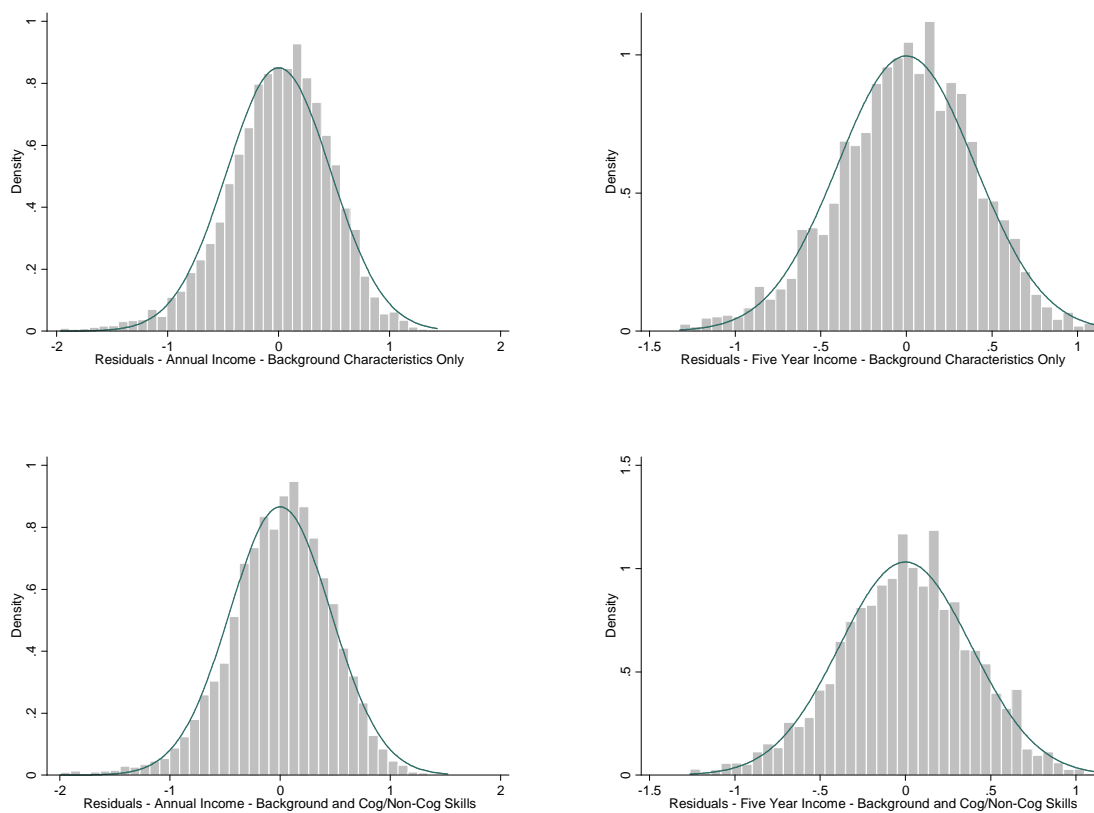 1
.8
.6
.4
.2
0
Density
-2 -1 0 1 2
Residuals - Annual Income - Background Characteristics Only
1
.5
0
Density
-1.5 -1 -.5 0 .5 1
Residuals - Five Year Income - Background Characteristics Only
1
.8
.6
.4
.2
0
Density
-2 -1 0 1 2
Residuals - Annual Income - Background and Cog/Non-Cog Skills
1.5
1
.5
0
Density
-1.5 -1 -.5 0 .5 1
Residuals - Five Year Income - Background and Cog/Non-Cog Skills